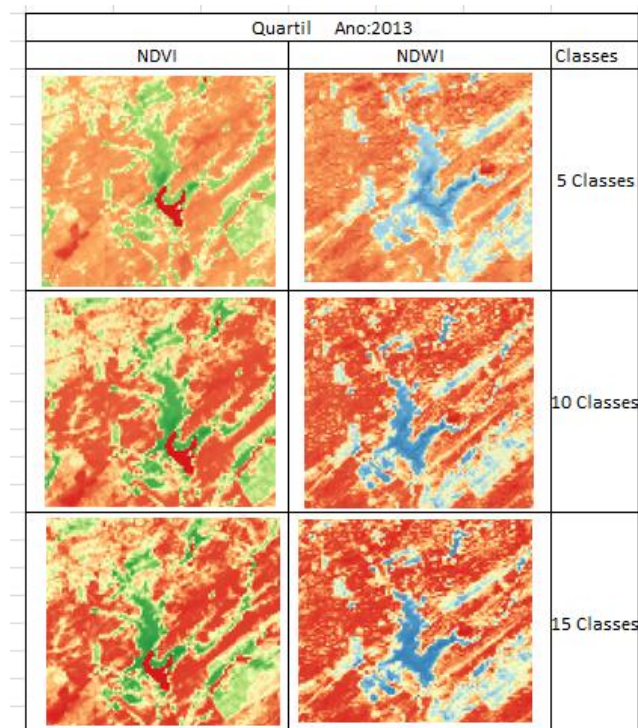 Quartil Ano:2013
NDVI NDWI Classes
5 Classes
10 Classes
15 Classes